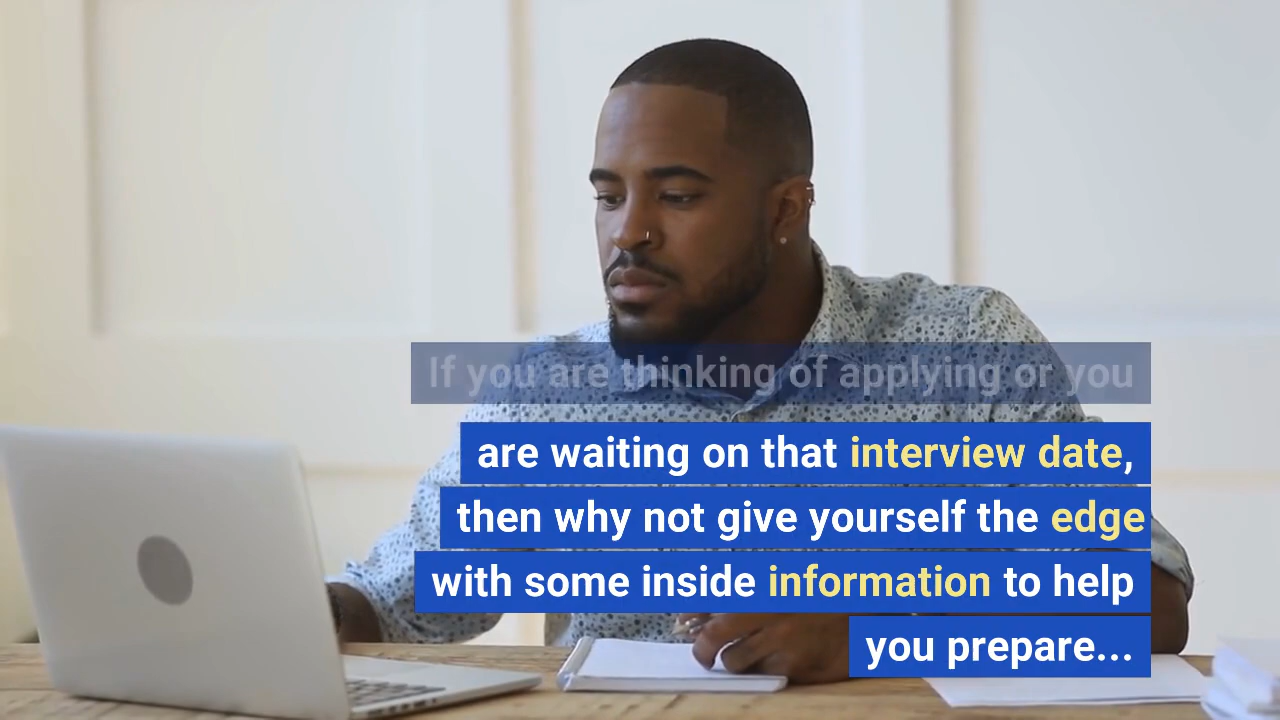 If you are thinking of applying or you
are waiting on that interview date,
then why not give yourself the edge
with some inside information to help
you prepare...